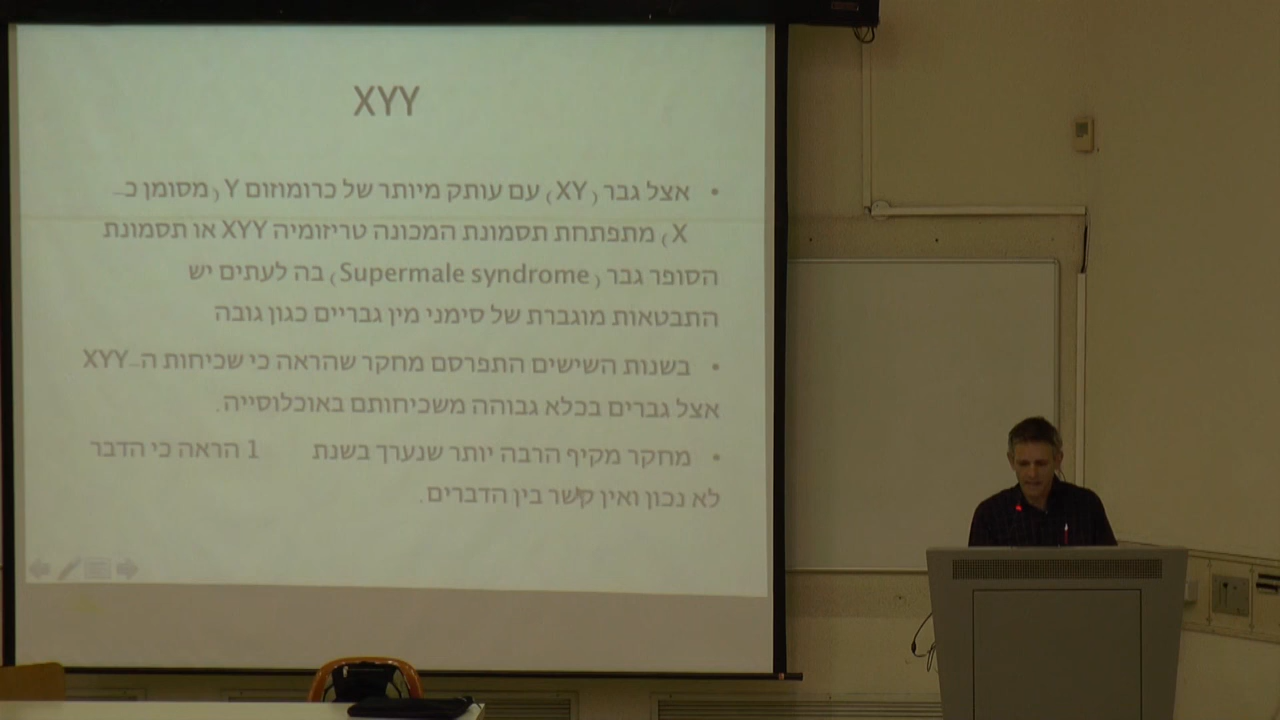 XYY
• אצל גבר (XY) עם עותק מיותר של כרומוזום Y (מסומן כ-
X) מתפתחת תסמונת המכונה טריזומיה XYY או תסמונת
הסופר גבר (Supermale syndrome) בה לעתים יש
התבטאות מוגברת של סימני מין גבריים כגון גובה
• בשנות השישים התפרסם מחקר שהראה כי שכיחות ה-XYY
אצל גברים בכלא גבוהה משכיחותם באוכלוסייה.
• מחקר מקיף הרבה יותר שנערך בשנת 1 הראה כי הדבר
לא נכון ואין קשר בין הדברים.